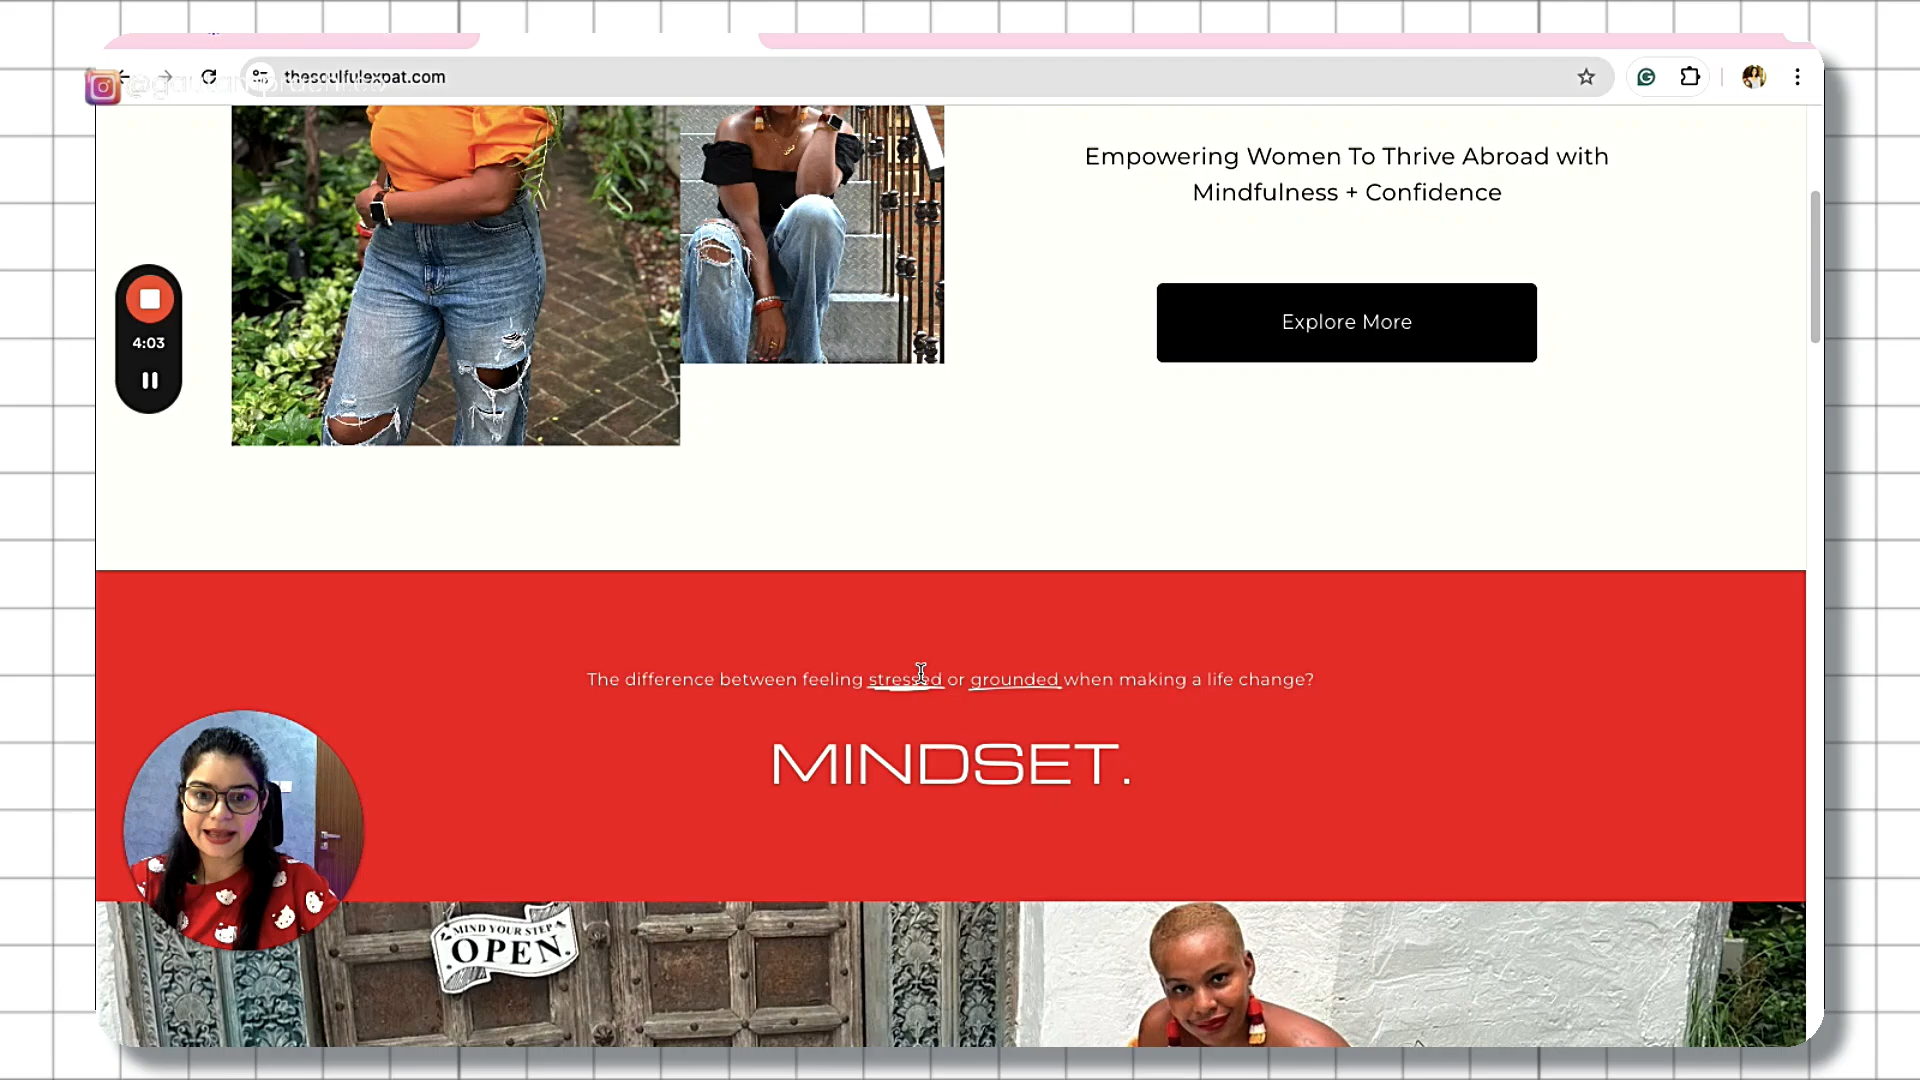 thesoulfulexpat.com
Empowering Women To Thrive Abroad with
Mindfulness + Confidence
Explore More
4:03
The difference between feeling stressed or grounded when making a life change?
MINDSET.
MIND YOUR STEP
OPEN.